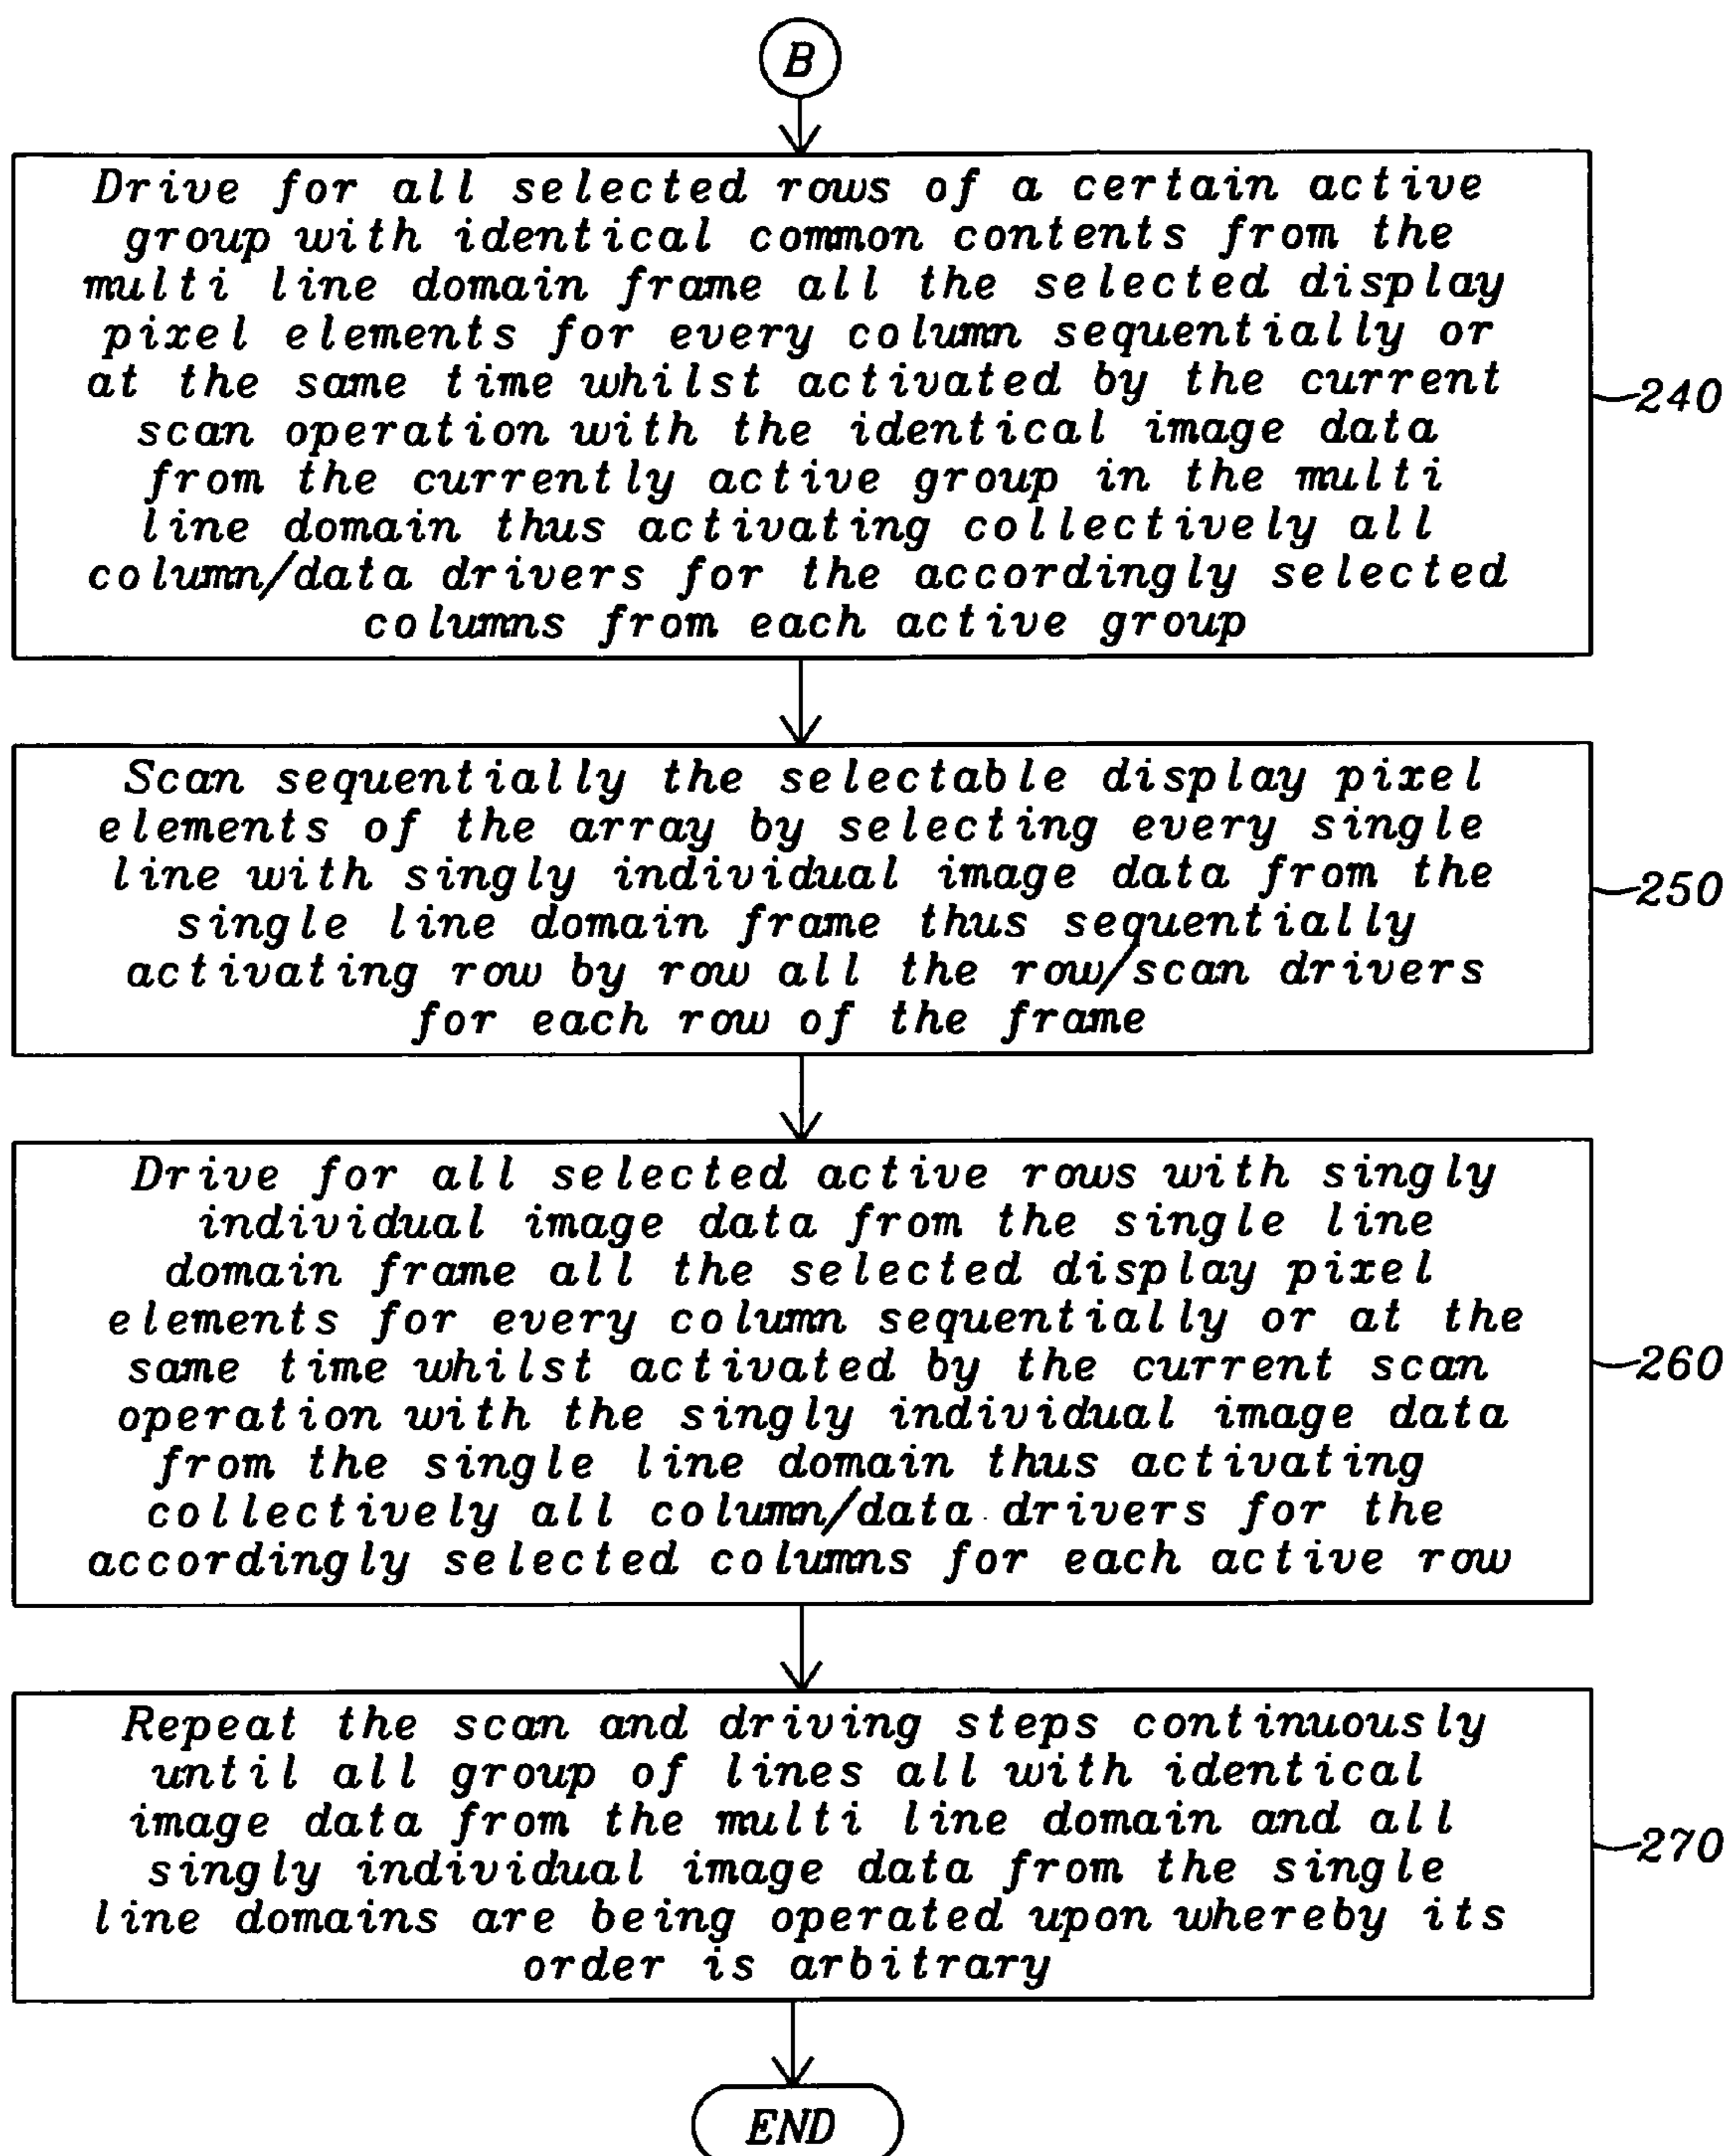 B
Drive for all selected rows of a certain active
group with identical common contents from the
multi line domain frame all the selected display
pixel elements for every column sequentially or
at the same time whilst activated by the current
scan operation with the identical image data
from the currently active group in the multi
line domain thus activating collectively all
column/data drivers for the accordingly selected
columns from each active group
240
Scan sequentially the selectable display pixel
elements of the array by selecting every single
line with singly individual image data from the
single line domain frame thus sequentially
activating row by row all the row/scan drivers
for each row of the frame
250
Drive for all selected active rows with singly
individual image data from the single line
domain frame all the selected display pixel
elements for every column sequentially or at the
same time whilst activated by the current scan
operation with the singly individual image data
from the single line domain thus activating
collectively all column/data drivers for the
accordingly selected columns for each active row
260
Repeat the scan and driving steps continuously
until all group of lines all with identical
image data from the multi line domain and all
singly individual image data from the single
line domains are being operated upon whereby its
order is arbitrary
270
END